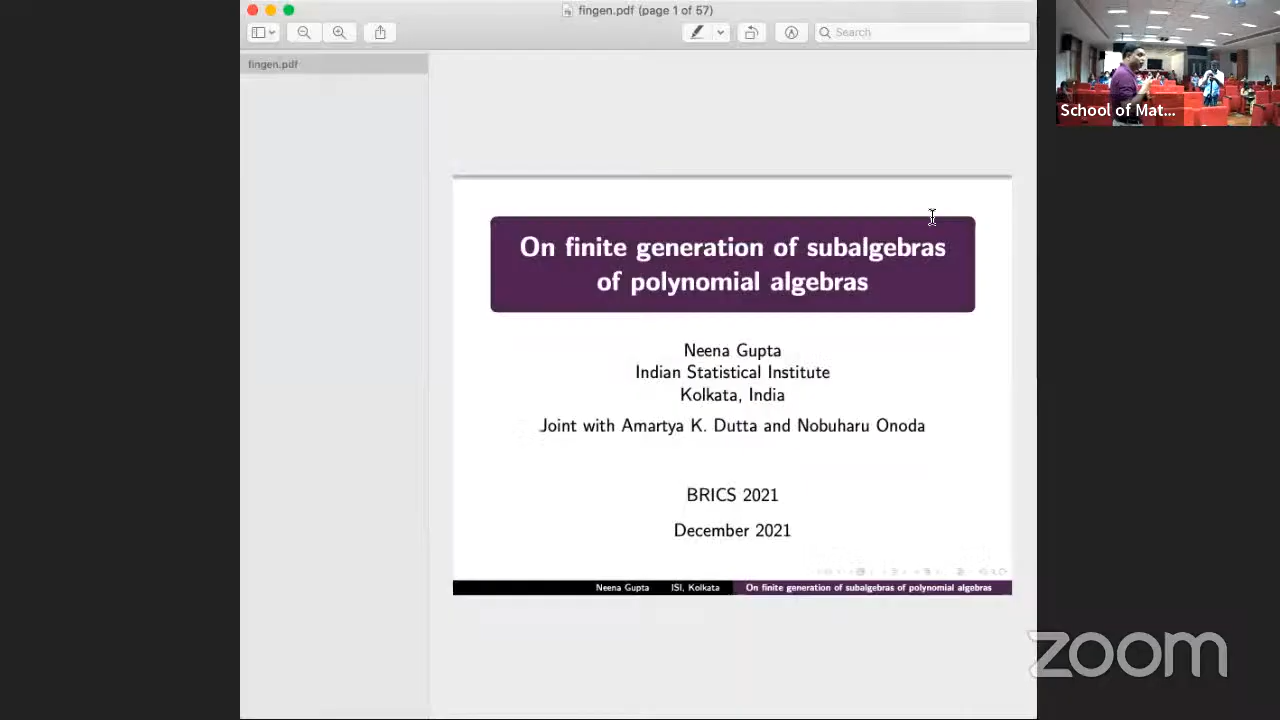 fingen.pdf (page 1 of 57)
Search
fingen.pdf
School of Mat...
On finite generation of subalgebras
of polynomial algebras
Neena Gupta
Indian Statistical Institute
Kolkata, India
Joint with Amartya K. Dutta and Nobuharu Onoda
BRICS 2021
December 2021
Neena Gupta ISI, Kolkata On finite generation of subalgebras of polynomial algebras
zoom